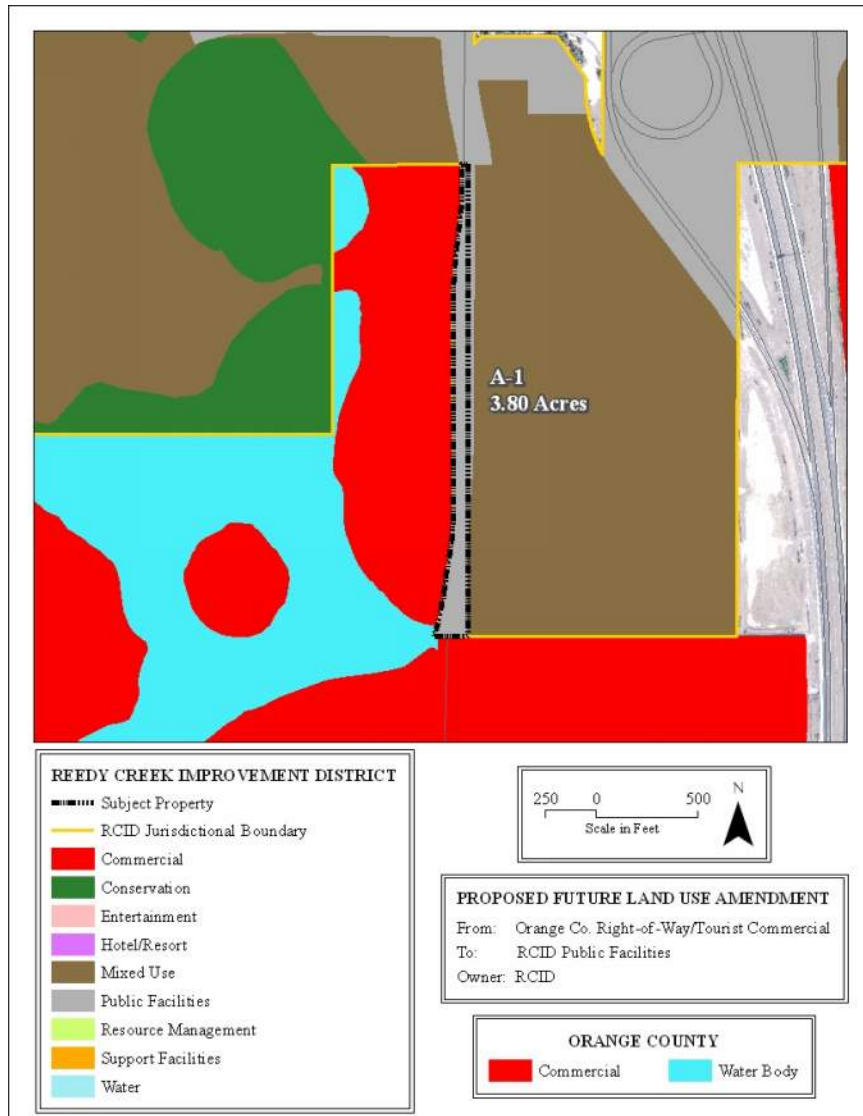 A-1
3.80 Acres
REEDY CREEK IMPROVEMENT DISTRICT
Subject Property
RCID Jurisdictional Boundary
Commercial
Conservation
Entertainment
Hotel/Resort
Mixed Use
Public Facilities
Resource Management
Support Facilities
Water
250 0 500
Scale in Feet
N
PROPOSED FUTURE LAND USE AMENDMENT
From: Orange Co. Right-of-Way/Tourist Commercial
To: RCID Public Facilities
Owner: RCID
ORANGE COUNTY
Commercial Water Body